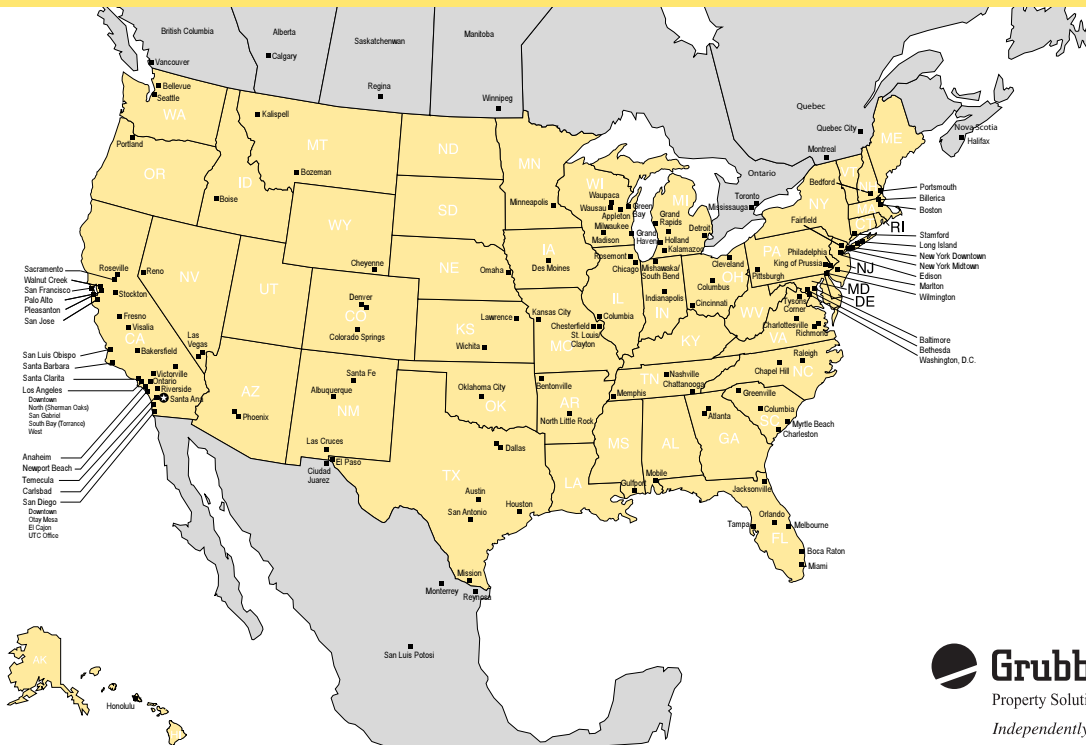 British Columbia
Alberta
Saskatchenwan
Manitoba
Vancouver
Calgary
Regina
Winnipeg
Quebec
Quebec City
Nova Scotia
Halifax
Montreal
Ontario
Toronto
Mississauga
Bellevue
Seattle
WA
Portland
OR
Kalispell
MT
Bozeman
ID
Boise
ND
SD
MN
Minneapolis
WI
Waupaca
Wausau
Green
Bay
Appleton
Milwaukee
Madison
MI
Grand
Rapids
Grand
Haven
Holland
Kalamazoo
Detroit
ME
VT
Bedford
NY
Fairfield
Portsmouth
Billerica
Boston
RI
Stamford
Long Island
New York Downtown
New York Midtown
Edison
Marlton
Wilmington
NJ
MD
DE
PA
Philadelphia
King of Prussia
Pittsburgh
Baltimore
Bethesda
Washington, D.C.
WY
Cheyenne
NE
Omaha
IA
Des Moines
Rosemont
Chicago
Mishawaka/
South Bend
Cleveland
OH
Columbus
Cincinnati
IL
IN
Indianapolis
WV
Tysons
Corner
Charlottesville
Richmond
VA
Sacramento
Walnut Creek
San Francisco
Palo Alto
Pleasanton
San Jose
Roseville
Reno
Stockton
NV
UT
Fresno
Visalia
CA
Bakersfield
Las
Vegas
San Luis Obispo
Santa Barbara
Santa Clarita
Los Angeles
Downtown
North (Sherman Oaks)
San Gabriel
South Bay (Torrance)
West
Victorville
Ontario
Riverside
Santa Ana
Anaheim
Newport Beach
Temecula
Carlsbad
San Diego
Downtown
Otay Mesa
El Cajon
UTC Office
Denver
CO
Colorado Springs
KS
Lawrence
Wichita
Kansas City
Columbia
Chesterfield
St. Louis/
Clayton
MO
KY
AZ
Phoenix
Santa Fe
Albuquerque
NM
Las Cruces
El Paso
Ciudad
Juarez
Oklahoma City
OK
Bentonville
AR
North Little Rock
TN
Nashville
Chattanooga
Memphis
Raleigh
Chapel Hill
NC
Greenville
Columbia
SC
Myrtle Beach
Charleston
Atlanta
GA
MS
AL
LA
Gulfport
Mobile
Jacksonville
Orlando
Tampa
Melbourne
FL
Boca Raton
Miami
TX
Dallas
Austin
San Antonio
Houston
Mission
Monterrey
Reynosa
San Luis Potosi
AK
Honolulu
Grubb
Property Soluti
Independently